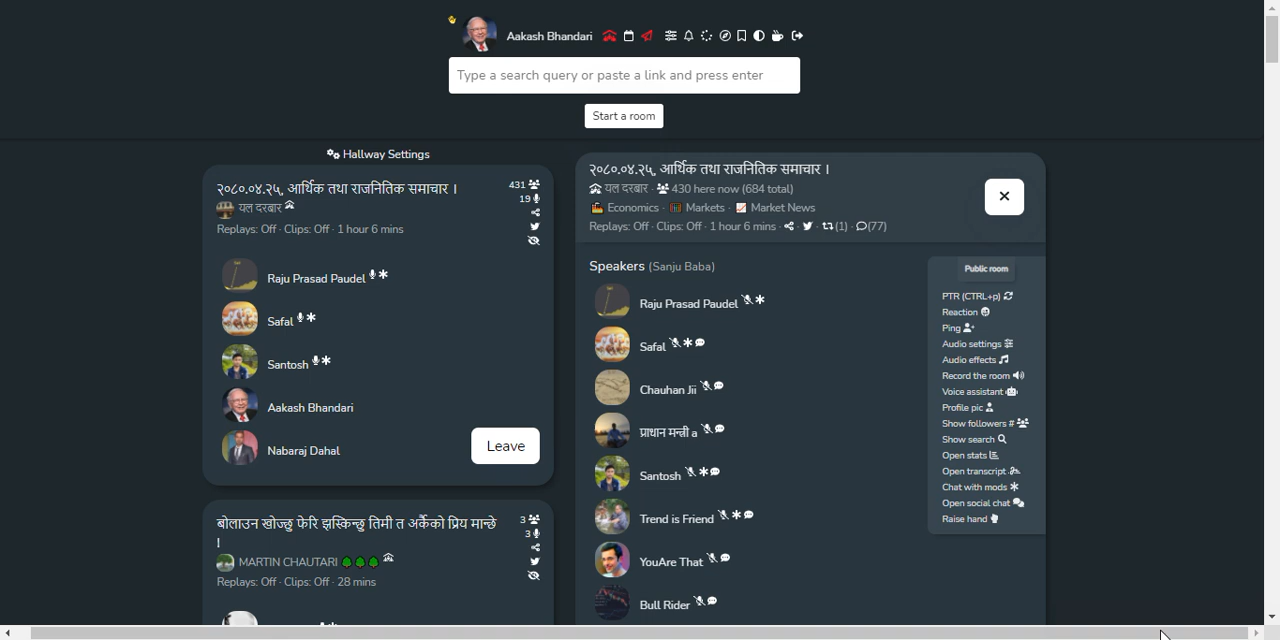 Aakash Bhandari
Type a search query or paste a link and press enter
Start a room
Hallway Settings
२०८०.०४.२५, आर्थिक तथा राजनितिक समाचार ।
431
19
यल दरबार
Replays: Off · Clips: Off · 1 hour 6 mins
Raju Prasad Paudel
Safal
Santosh
Aakash Bhandari
Nabaraj Dahal
Leave
बोलाउन खोज्छु फेरि झस्किन्छु तिमी त अर्कैको प्रिय मान्छे
!
3
3
MARTIN CHAUTARI
Replays: Off · Clips: Off · 28 mins
२०८०.०४.२५, आर्थिक तथा राजनितिक समाचार ।
यल दरबार · 430 here now (684 total)
Economics · Markets · Market News
Replays: Off · Clips: Off · 1 hour 6 mins · (1) · (77)
Speakers (Sanju Baba)
Raju Prasad Paudel
Safal
Chauhan Jii
प्राधान मन्त्री a
Santosh
Trend is Friend
YouAre That
Bull Rider
Public room
PTR (CTRL+p)
Reaction
Ping
Audio settings
Audio effects
Record the room
Voice assistant
Profile pic
Show followers #
Show search
Open stats
Open transcript
Chat with mods
Open social chat
Raise hand